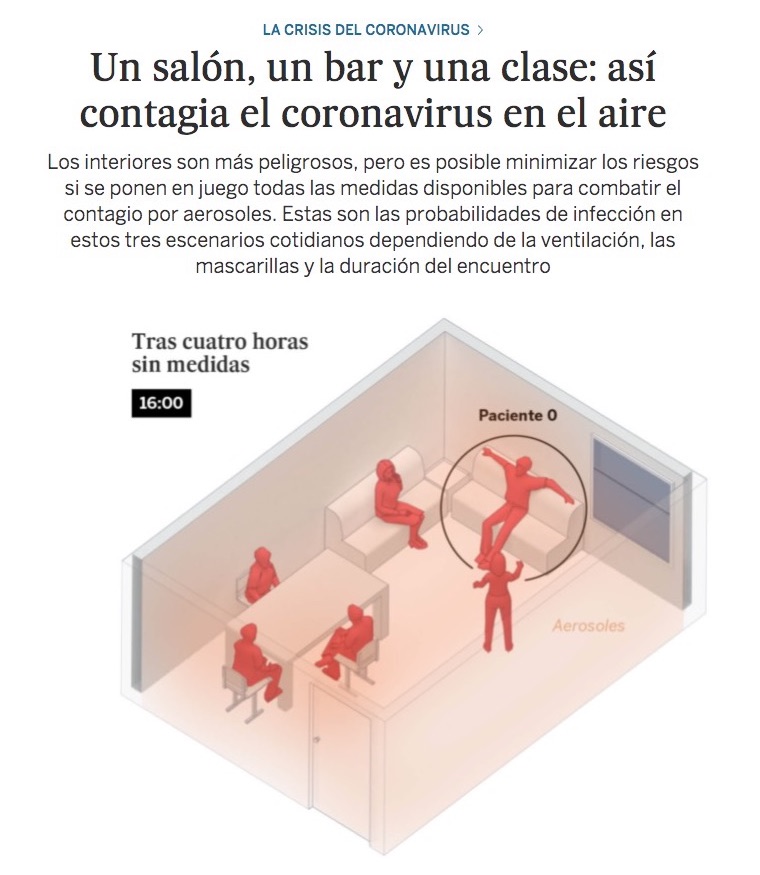 LA CRISIS DEL CORONAVIRUS >
Un salón, un bar y una clase: así
contagia el coronavirus en el aire
Los interiores son más peligrosos, pero es posible minimizar los riesgos
si se ponen en juego todas las medidas disponibles para combatir el
contagio por aerosoles. Estas son las probabilidades de infección en
estos tres escenarios cotidianos dependiendo de la ventilación, las
mascarillas y la duración del encuentro
Tras cuatro horas
sin medidas
16:00
Paciente 0
Aerosoles